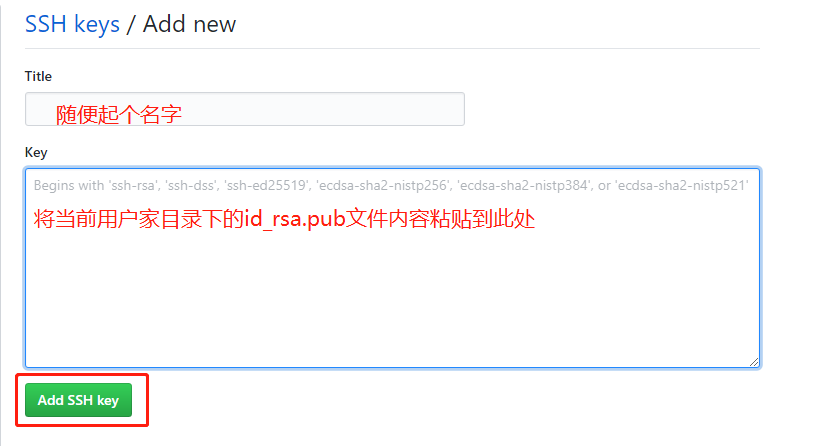 SSH keys / Add new
Title
随便起个名字
Key
Begins with 'ssh-rsa', 'ssh-dss', 'ssh-ed25519', 'ecdsa-sha2-nistp256', 'ecdsa-sha2-nistp384', or 'ecdsa-sha2-nistp521'
将当前用户家目录下的id_rsa.pub文件内容粘贴到此处
Add SSH key